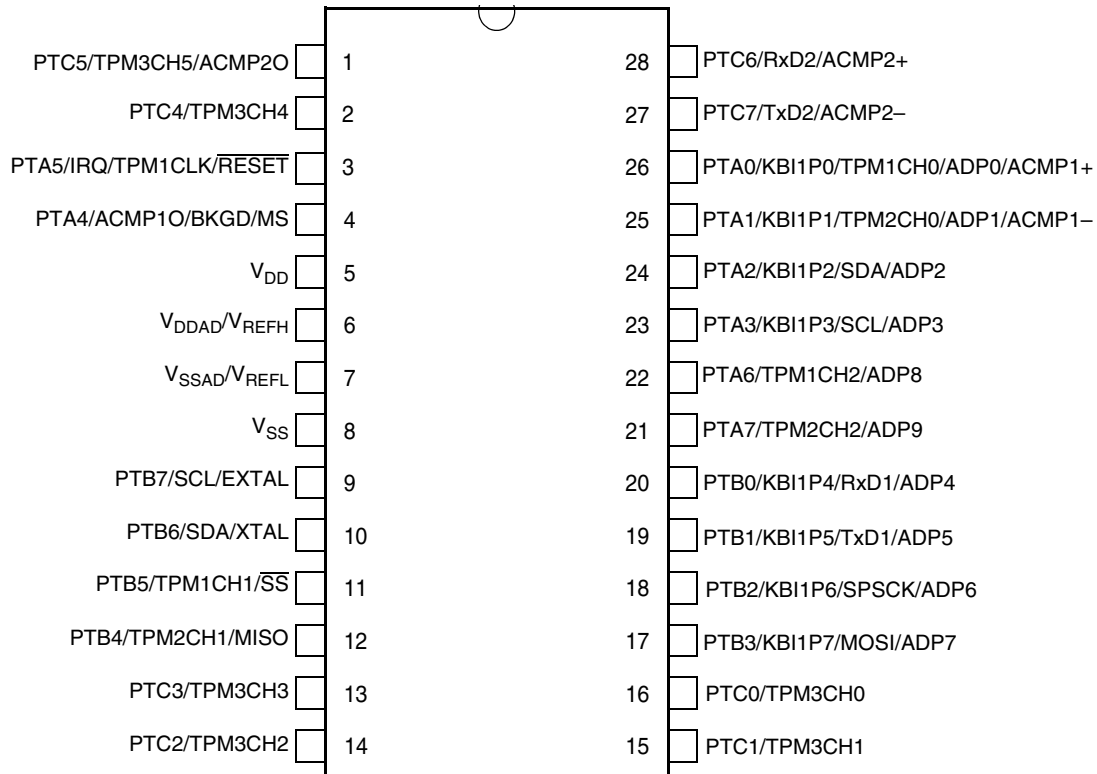 PTC5/TPM3CH5/ACMP2O 1 28 PTC6/RxD2/ACMP2+
PTC4/TPM3CH4 2 27 PTC7/TxD2/ACMP2–
PTA5/IRQ/TPM1CLK/RESET 3 26 PTA0/KBI1P0/TPM1CH0/ADP0/ACMP1+
PTA4/ACMP1O/BKGD/MS 4 25 PTA1/KBI1P1/TPM2CH0/ADP1/ACMP1–
VDD 5 24 PTA2/KBI1P2/SDA/ADP2
VDDAD/VREFH 6 23 PTA3/KBI1P3/SCL/ADP3
VSSAD/VREFL 7 22 PTA6/TPM1CH2/ADP8
VSS 8 21 PTA7/TPM2CH2/ADP9
PTB7/SCL/EXTAL 9 20 PTB0/KBI1P4/RxD1/ADP4
PTB6/SDA/XTAL 10 19 PTB1/KBI1P5/TxD1/ADP5
PTB5/TPM1CH1/SS 11 18 PTB2/KBI1P6/SPSCK/ADP6
PTB4/TPM2CH1/MISO 12 17 PTB3/KBI1P7/MOSI/ADP7
PTC3/TPM3CH3 13 16 PTC0/TPM3CH0
PTC2/TPM3CH2 14 15 PTC1/TPM3CH1